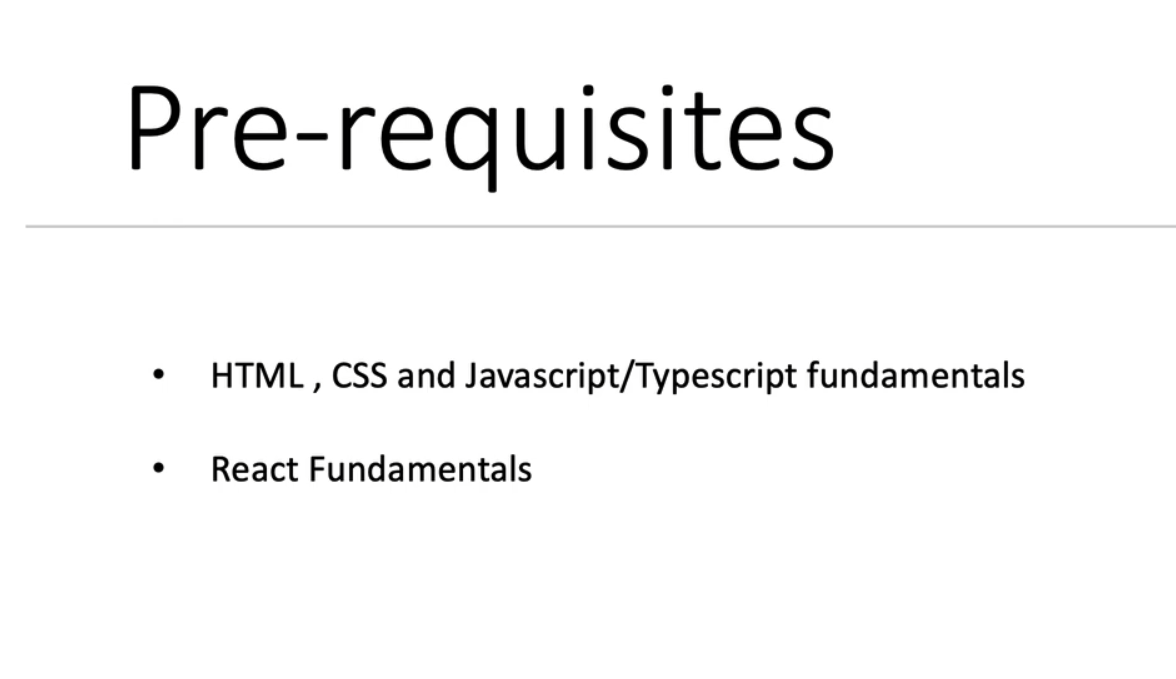 Pre-requisites
• HTML , CSS and Javascript/Typescript fundamentals
• React Fundamentals